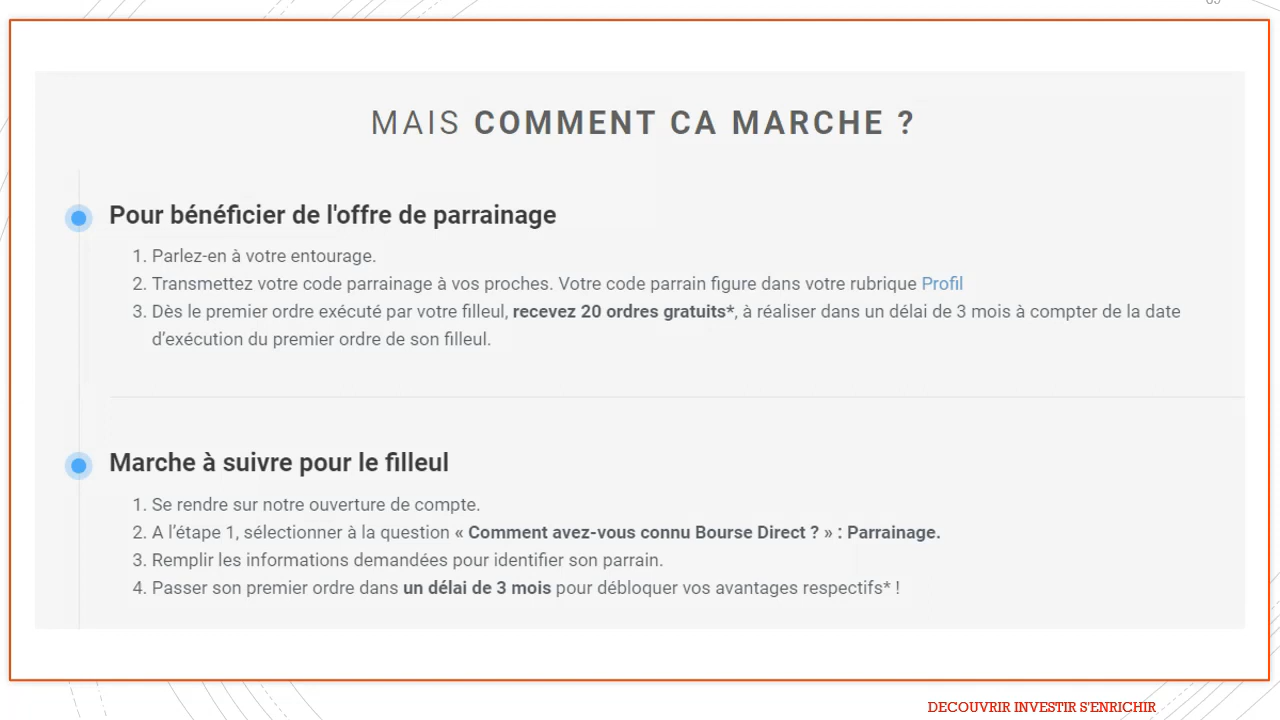 MAIS COMMENT CA MARCHE ?
Pour bénéficier de l'offre de parrainage
1. Parlez-en à votre entourage.
2. Transmettez votre code parrainage à vos proches. Votre code parrain figure dans votre rubrique Profil
3. Dès le premier ordre exécuté par votre filleul, recevez 20 ordres gratuits*, à réaliser dans un délai de 3 mois à compter de la date
d’exécution du premier ordre de son filleul.
Marche à suivre pour le filleul
1. Se rendre sur notre ouverture de compte.
2. A l’étape 1, sélectionner à la question « Comment avez-vous connu Bourse Direct ? » : Parrainage.
3. Remplir les informations demandées pour identifier son parrain.
4. Passer son premier ordre dans un délai de 3 mois pour débloquer vos avantages respectifs* !
DECOUVRIR INVESTIR S'ENRICHIR